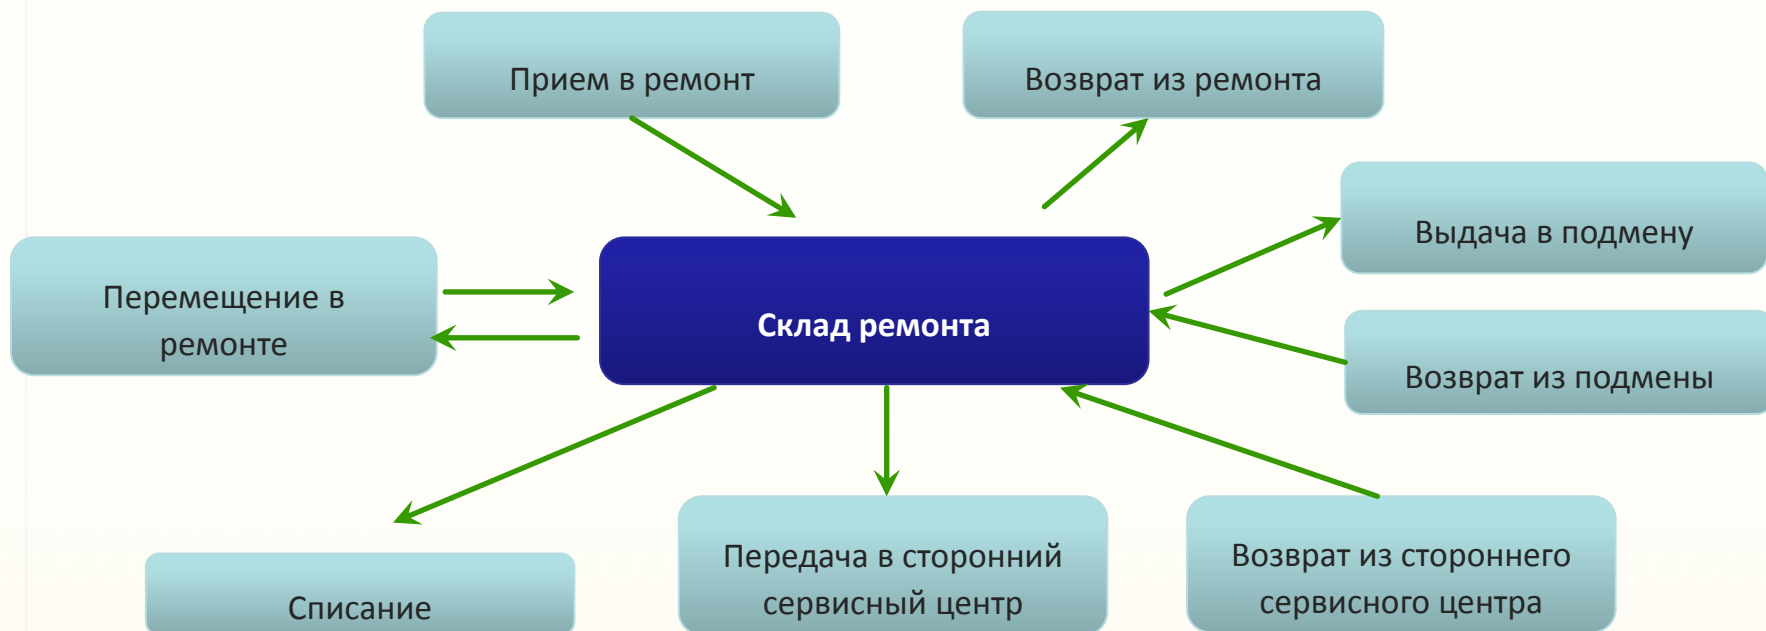 Прием в ремонт
Возврат из ремонта
Выдача в подмену
Перемещение в
ремонте
Склад ремонта
Возврат из подмены
Списание
Передача в сторонний
сервисный центр
Возврат из стороннего
сервисного центра